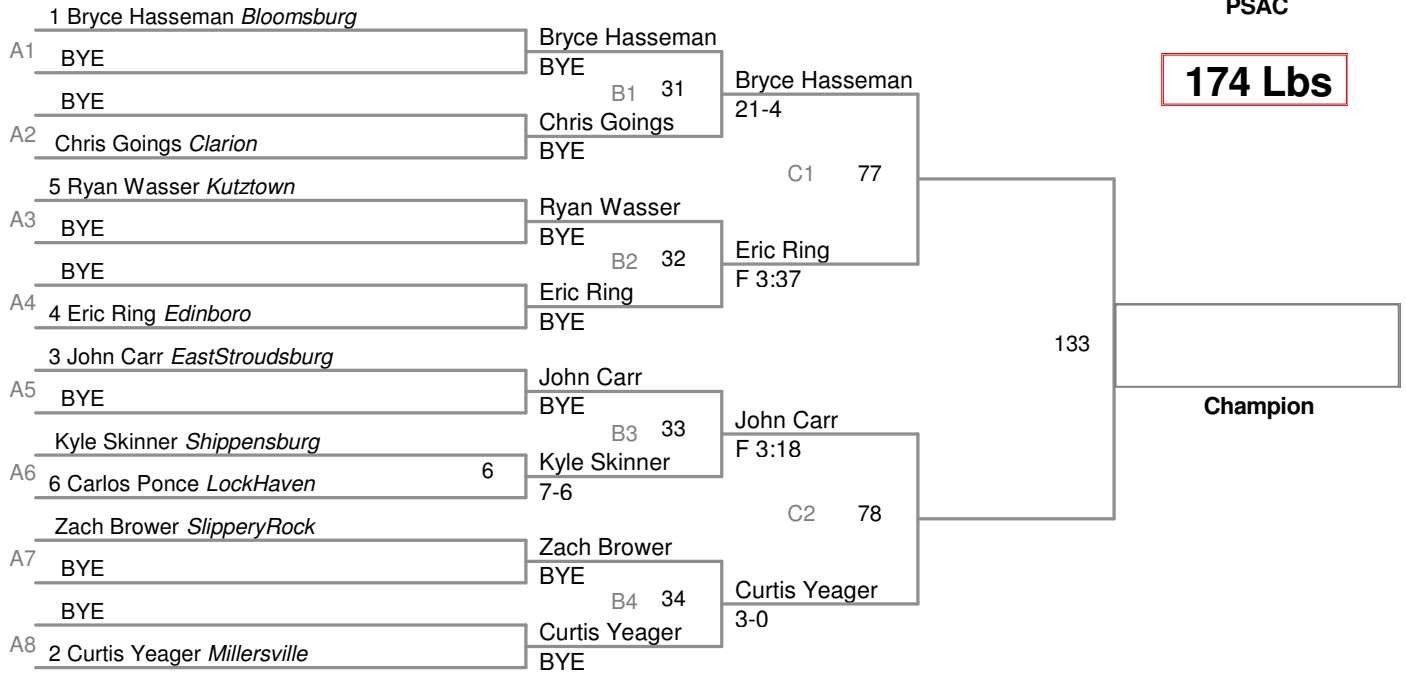 PSAC
174 Lbs
1 Bryce Hasseman Bloomsburg
A1
BYE
BYE
A2
Chris Goings Clarion
5 Ryan Wasser Kutztown
A3
BYE
BYE
A4
4 Eric Ring Edinboro
3 John Carr EastStroudsburg
A5
BYE
Kyle Skinner Shippensburg
A6
6
6 Carlos Ponce LockHaven
Zach Brower SlipperyRock
A7
BYE
BYE
A8
2 Curtis Yeager Millersville
Bryce Hasseman
BYE
B1 31
Chris Goings
BYE
Ryan Wasser
BYE
B2 32
Eric Ring
BYE
John Carr
BYE
B3 33
Kyle Skinner
7-6
Zach Brower
BYE
B4 34
Curtis Yeager
BYE
Bryce Hasseman
21-4
C1 77
Eric Ring
F 3:37
John Carr
F 3:18
C2 78
Curtis Yeager
3-0
133
Champion